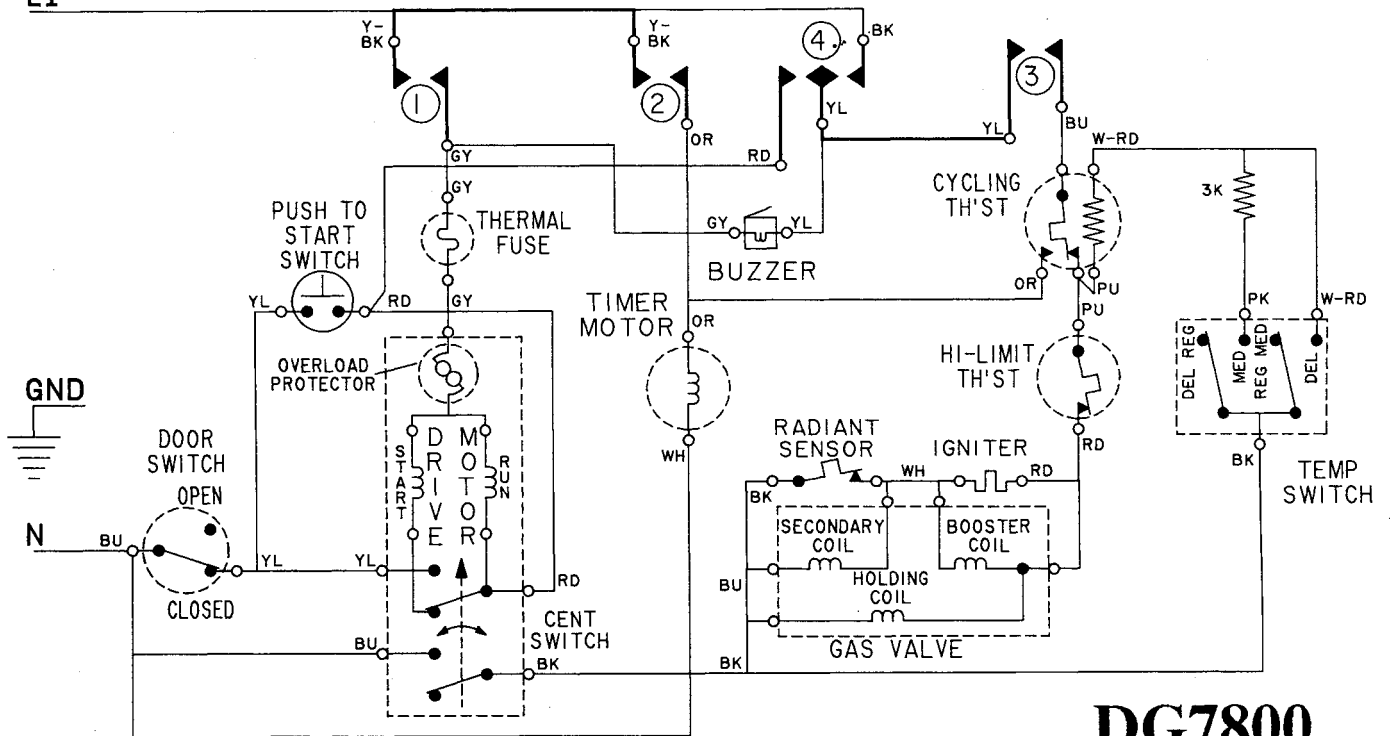 L1
Y-
BK
Y-
BK
4
BK
1
2
3
OR
YL
YL
BU
W-RD
GY
RD
GY
CYCLING
TH'ST
3K
PUSH TO
START
SWITCH
THERMAL
FUSE
GY
YL
BUZZER
OR
PU
PU
YL
RD
GY
TIMER
MOTOR
OR
PK
W-RD
OVERLOAD
PROTECTOR
HI-LIMIT
TH'ST
DEL REG
MED
REG MED
DEL
GND
DOOR
SWITCH
OPEN
START
DRIVE
MOTOR
RUN
WH
RADIANT
SENSOR
IGNITER
RD
BK
TEMP
SWITCH
BK
WH
RD
N
BU
YL
YL
CLOSED
SECONDARY
COIL
BOOSTER
COIL
HOLDING
COIL
BU
RD
CENT
SWITCH
BU
BK
BK
GAS VALVE
DG7800